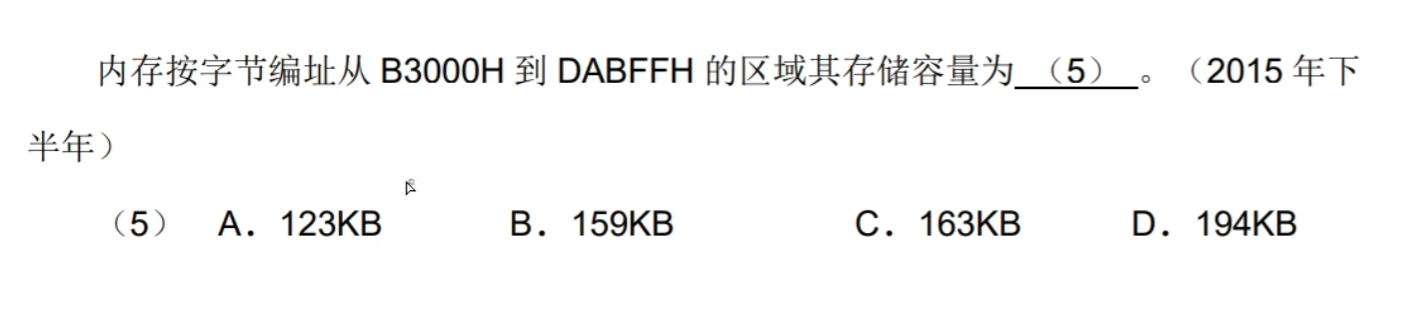 内存按字节编址从 B3000H 到 DABFFH 的区域其存储容量为 （5） 。（2015 年下
半年）
（5） A．123KB B．159KB C．163KB D．194KB